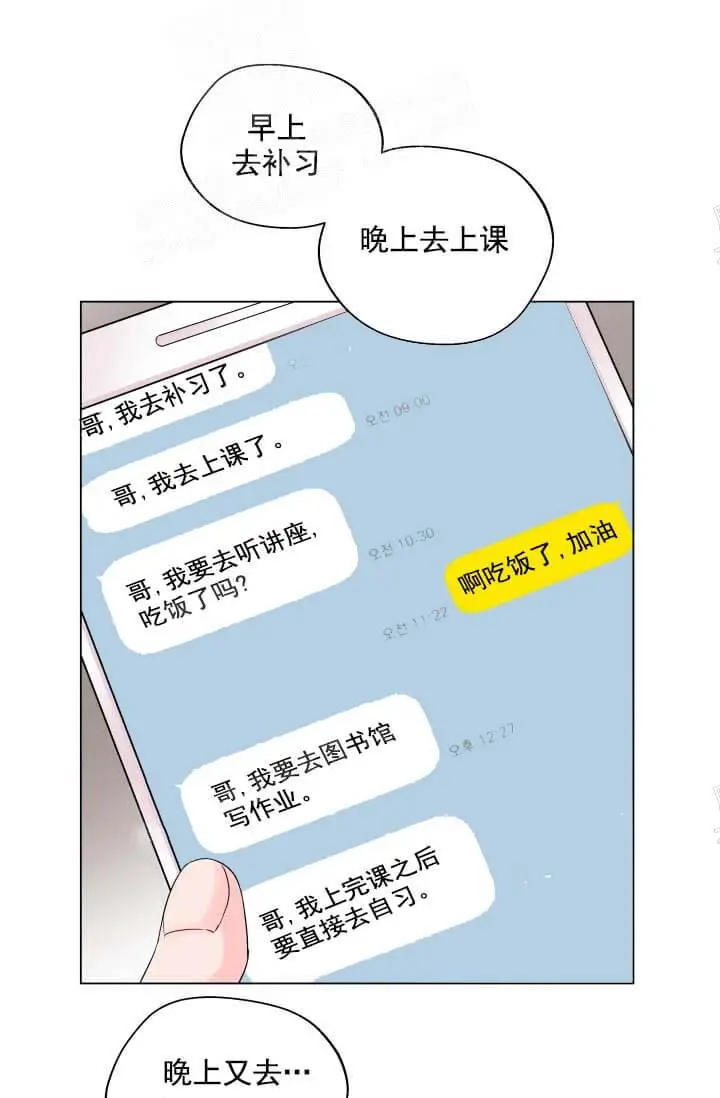 早上
去补习
晚上去上课
哥,我去补习了。
오전 09:00
哥,我去上课了。
오전 10:30
哥,我要去听讲座,
吃饭了吗?
啊吃饭了,加油
오전 11:22
오후 12:27
哥,我要去图书馆
写作业。
哥,我上完课之后
要直接去自习。
晚上又去…